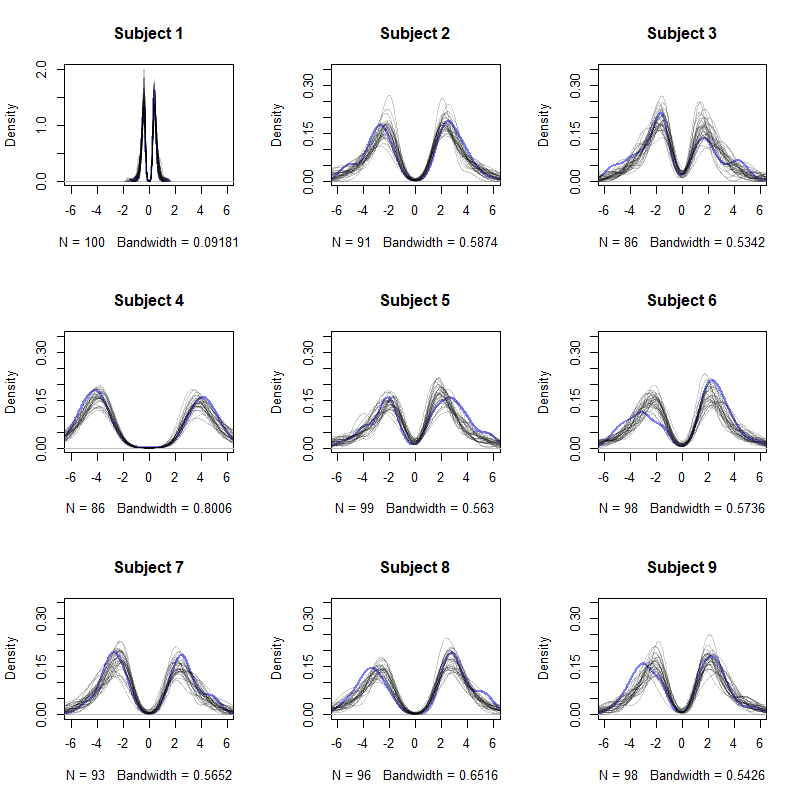 Subject 1 Subject 2 Subject 3
Density 0.0 1.0 2.0 0.00 0.15 0.30 0.00 0.15 0.30
-6 -4 -2 0 2 4 6 -6 -4 -2 0 2 4 6 -6 -4 -2 0 2 4 6
N = 100 Bandwidth = 0.09181 N = 91 Bandwidth = 0.5874 N = 86 Bandwidth = 0.5342
Subject 4 Subject 5 Subject 6
Density 0.00 0.15 0.30 Density 0.00 0.15 0.30 Density 0.00 0.15 0.30
-6 -4 -2 0 2 4 6 -6 -4 -2 0 2 4 6 -6 -4 -2 0 2 4 6
N = 86 Bandwidth = 0.8006 N = 99 Bandwidth = 0.563 N = 98 Bandwidth = 0.5736
Subject 7 Subject 8 Subject 9
Density 0.00 0.15 0.30 Density 0.00 0.15 0.30 Density 0.00 0.15 0.30
-6 -4 -2 0 2 4 6 -6 -4 -2 0 2 4 6 -6 -4 -2 0 2 4 6
N = 93 Bandwidth = 0.5652 N = 96 Bandwidth = 0.6516 N = 98 Bandwidth = 0.5426